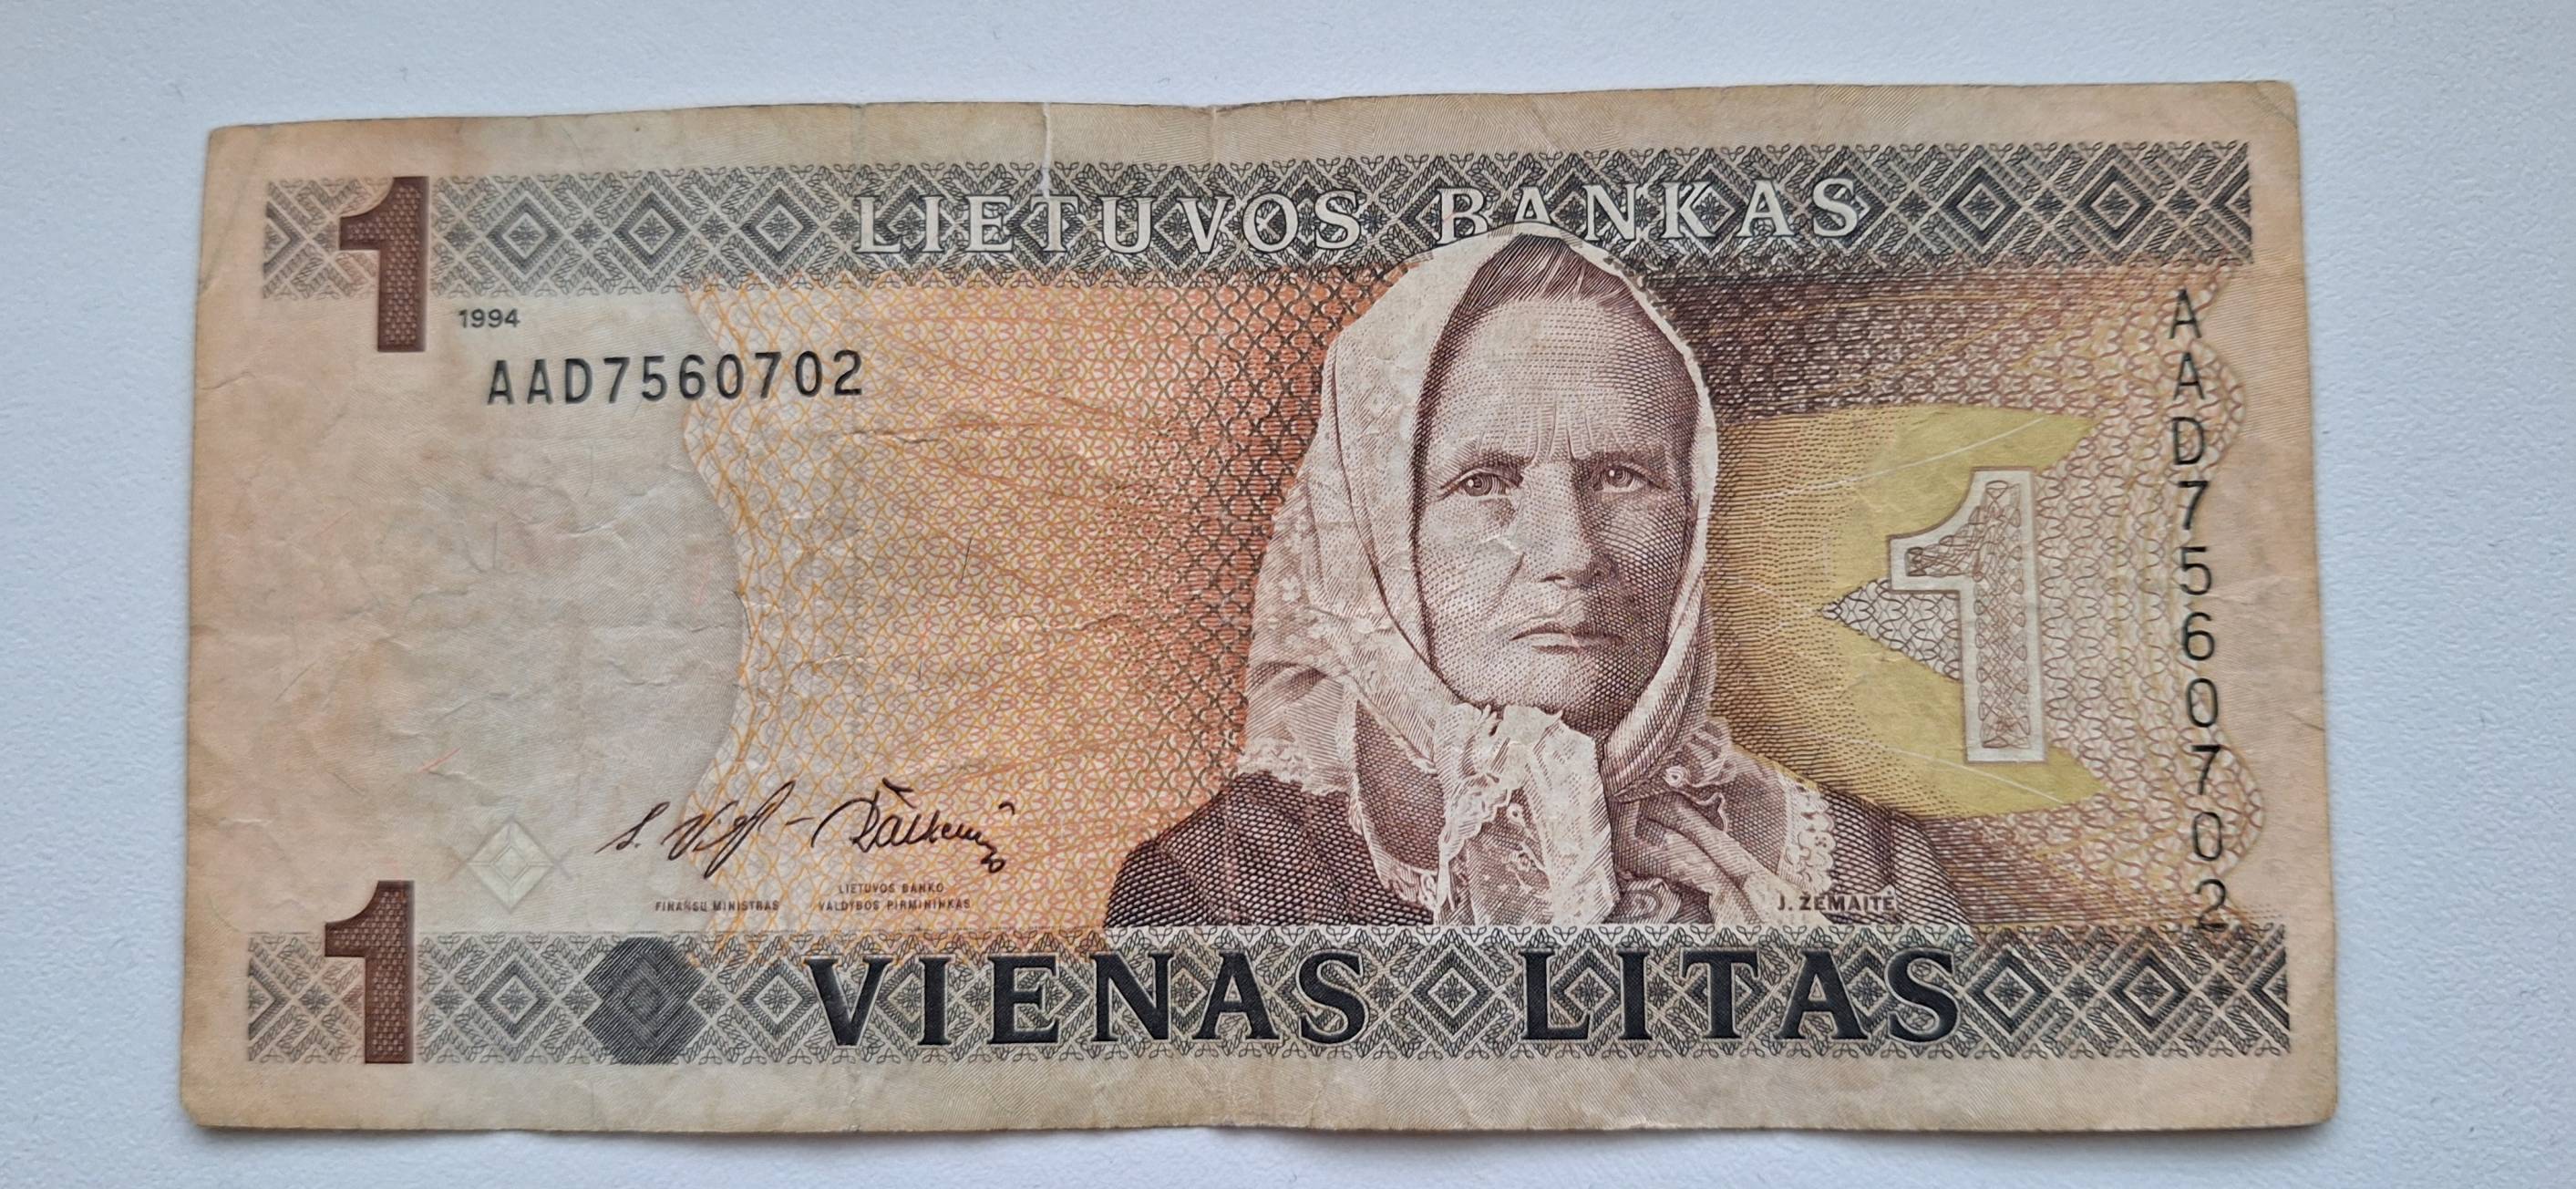 LIETUVOS BANKAS
1
1994
AAD7560702
AAD7560702
1
FINANSŲ MINISTRAS
LIETUVOS BANKO
VALDYBOS PIRMININKAS
J. ŽEMAITĖ
1
VIENAS LITAS